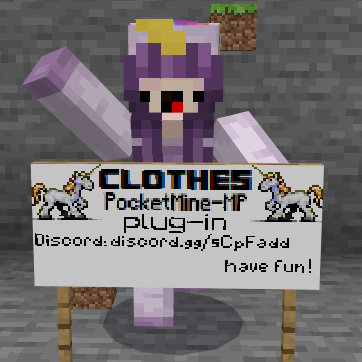 CLOTHES
PocketMine-MP
plug-in
Discord: discord.gg/sCpFadd
have fun!